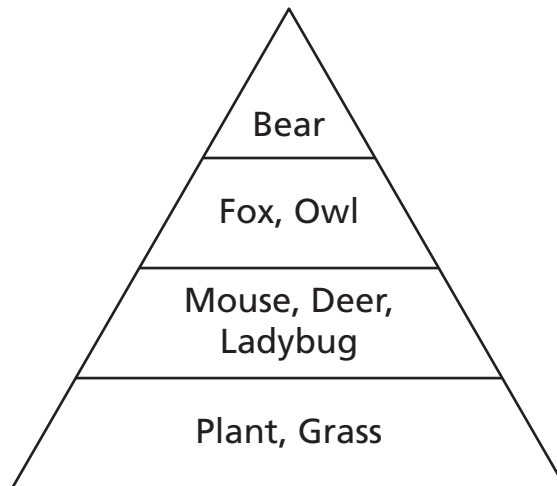 Bear
Fox, Owl
Mouse, Deer,
Ladybug
Plant, Grass